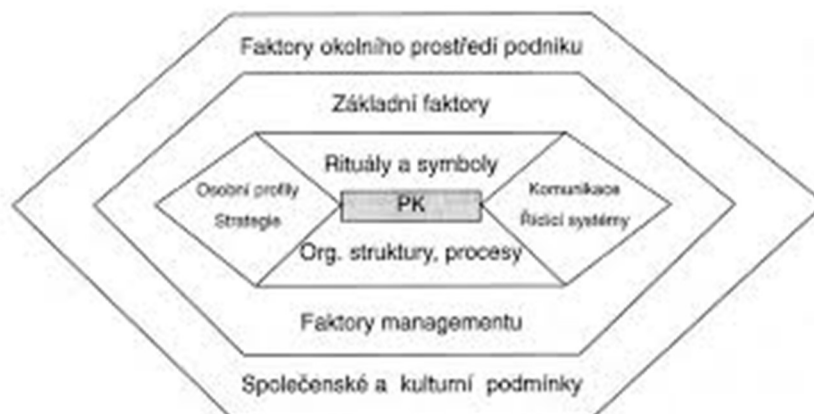 Faktory okolního prostředí podniku
Základní faktory
Rituály a symboly
Osobní profily
Strategie
PK
Komunikace
Řídicí systémy
Org. struktury, procesy
Faktory managementu
Společenské a kulturní podmínky